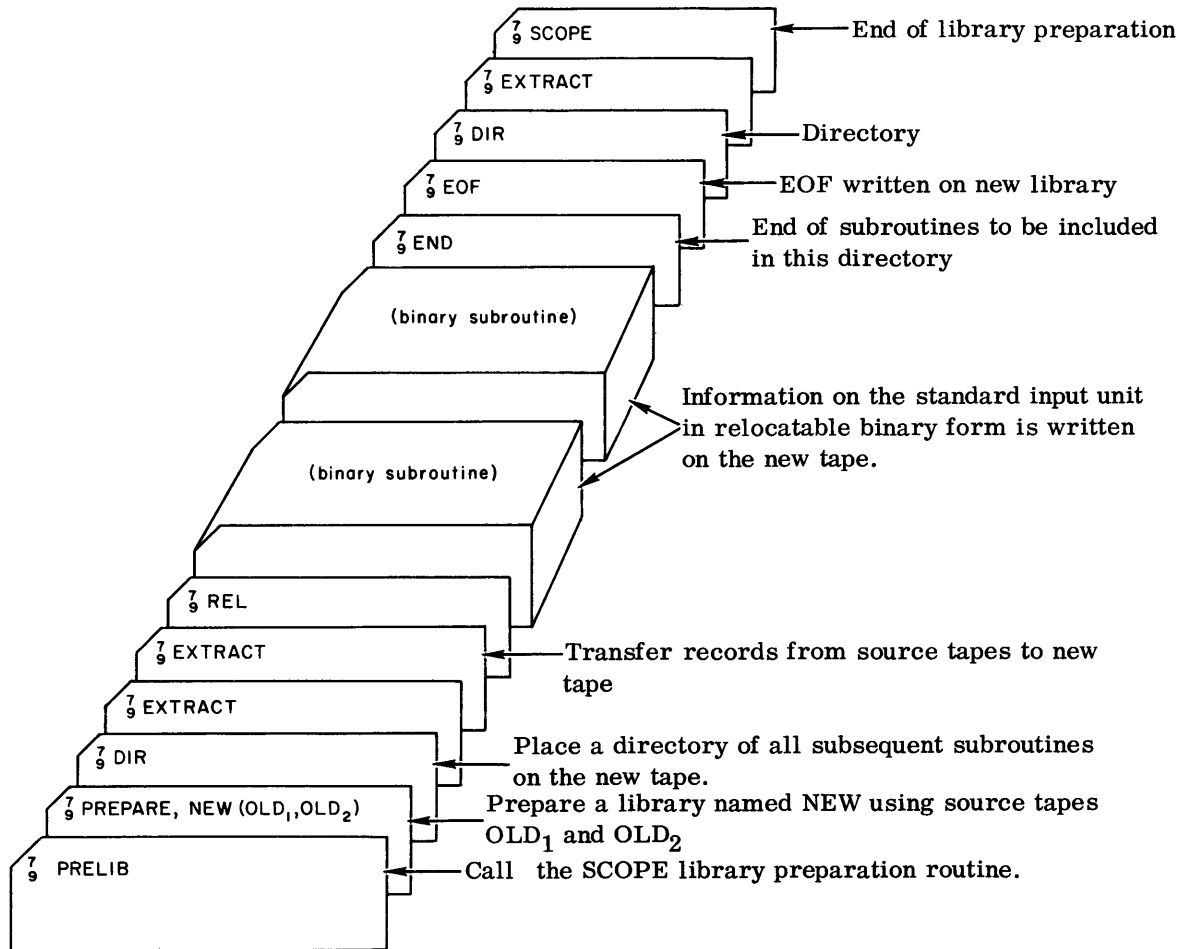 7
9 SCOPE
End of library preparation
7
9 EXTRACT
7
9 DIR
Directory
7
9 EOF
EOF written on new library
7
9 END
End of subroutines to be included
in this directory
(binary subroutine)
Information on the standard input unit
in relocatable binary form is written
on the new tape.
(binary subroutine)
7
9 REL
7
9 EXTRACT
Transfer records from source tapes to new
tape
7
9 EXTRACT
7
9 DIR
Place a directory of all subsequent subroutines
on the new tape.
7
9 PREPARE, NEW (OLD₁,OLD₂)
Prepare a library named NEW using source tapes
OLD₁ and OLD₂
7
9 PRELIB
Call the SCOPE library preparation routine.